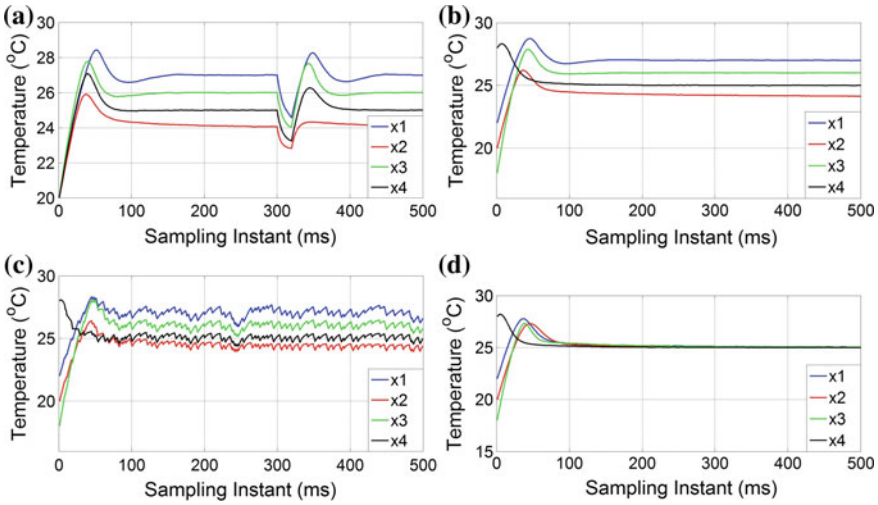 (a)
30
28
26
24
22
20
Temperature (°C)
0 100 200 300 400 500
Sampling Instant (ms)
x1
x2
x3
x4
(b)
30
25
20
Temperature (°C)
0 100 200 300 400 500
Sampling Instant (ms)
x1
x2
x3
x4
(c)
30
25
20
Temperature (°C)
0 100 200 300 400 500
Sampling Instant (ms)
x1
x2
x3
x4
(d)
30
25
20
15
Temperature (°C)
0 100 200 300 400 500
Sampling Instant (ms)
x1
x2
x3
x4